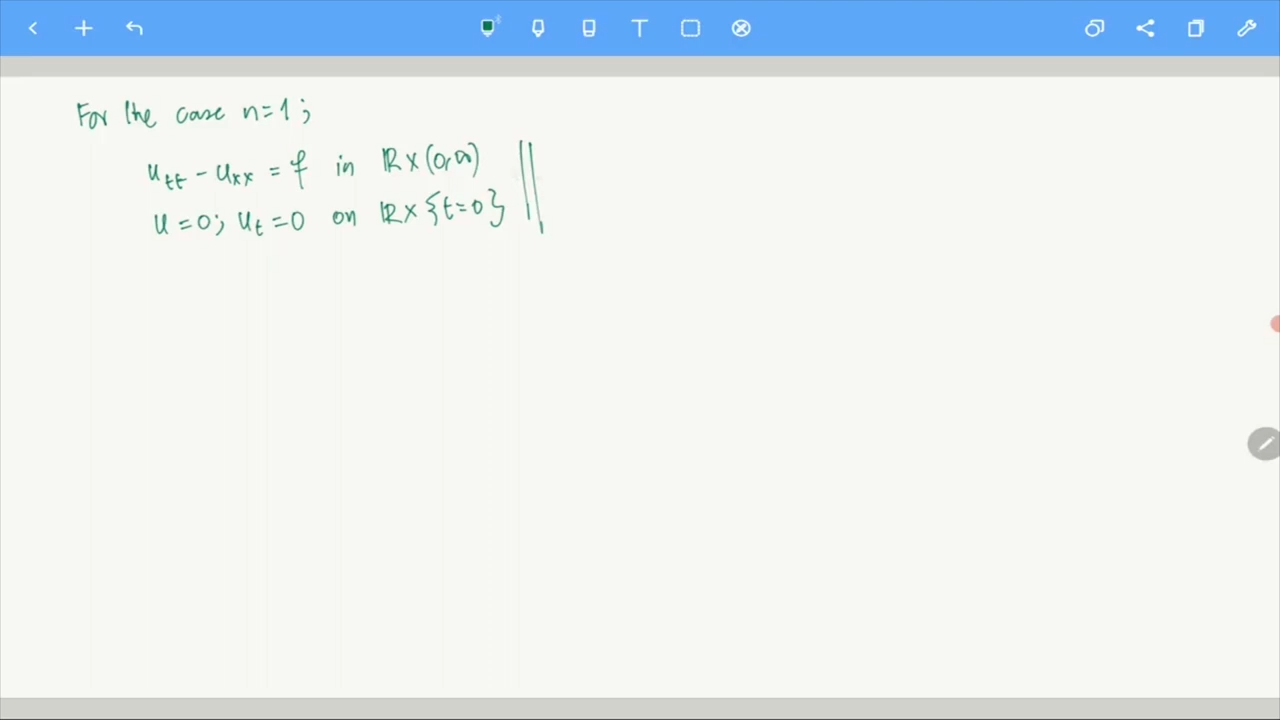 For the case n=1;
u_tt - u_xx = f in ℝ×(0,∞)
u=0; u_t=0 on ℝ×{t=0}